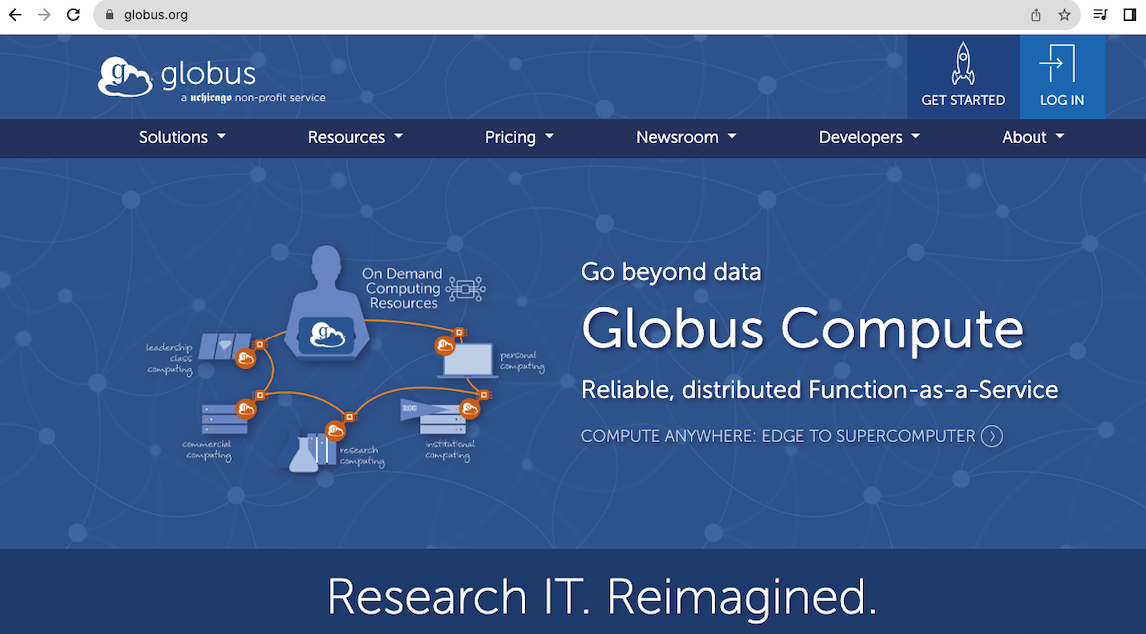 globus.org
globus
a uchicago non-profit service
GET STARTED
LOG IN
Solutions
Resources
Pricing
Newsroom
Developers
About
On Demand
Computing
Resources
leadership
class
computing
personal
computing
commercial
computing
research
computing
institutional
computing
Go beyond data
Globus Compute
Reliable, distributed Function-as-a-Service
COMPUTE ANYWHERE: EDGE TO SUPERCOMPUTER
Research IT. Reimagined.